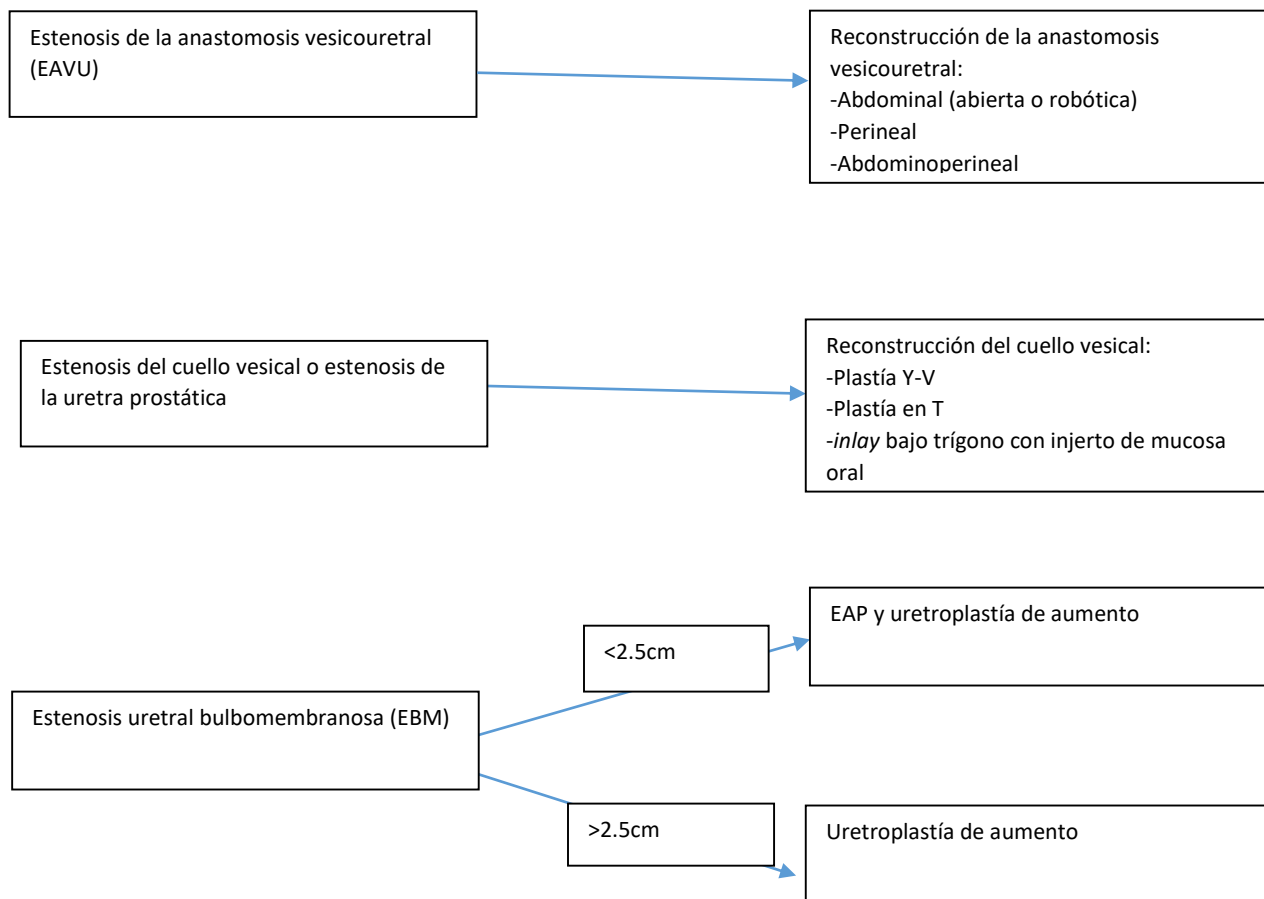 Estenosis de la anastomosis vesicouretral
(EAVU)
Reconstrucción de la anastomosis
vesicouretral:
-Abdominal (abierta o robótica)
-Perineal
-Abdominoperineal
Estenosis del cuello vesical o estenosis de
la uretra prostática
Reconstrucción del cuello vesical:
-Plastía Y-V
-Plastía en T
-inlay bajo trígono con injerto de mucosa
oral
Estenosis uretral bulbomembranosa (EBM)
<2.5cm
EAP y uretroplastía de aumento
>2.5cm
Uretroplastía de aumento